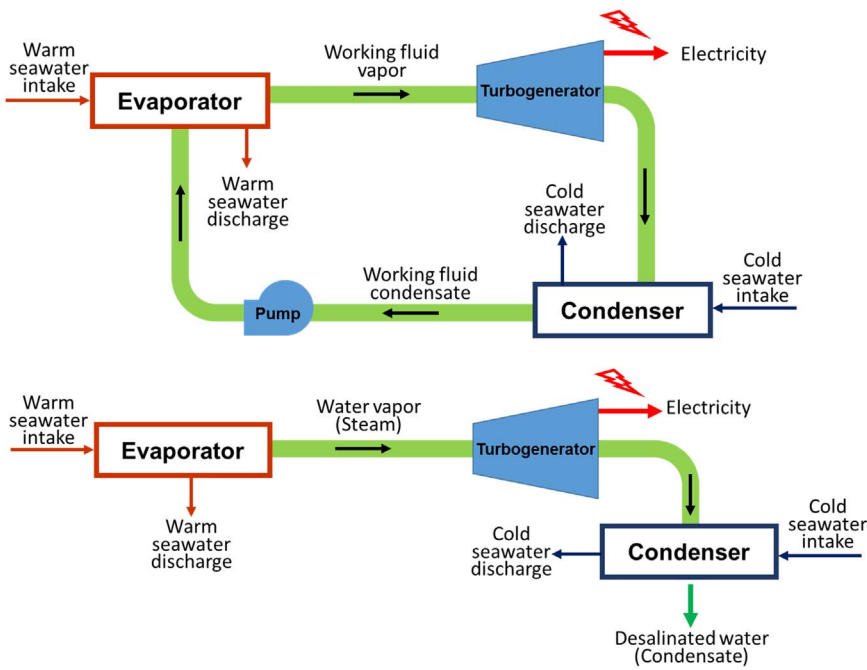 Warm
seawater
intake
Evaporator
Working fluid
vapor
Turbogenerator
Electricity
Warm
seawater
discharge
Cold
seawater
discharge
Cold
seawater
intake
Working fluid
condensate
Pump
Condenser
Warm
seawater
intake
Evaporator
Water vapor
(Steam)
Turbogenerator
Electricity
Warm
seawater
discharge
Cold
seawater
discharge
Condenser
Cold
seawater
intake
Desalinated water
(Condensate)